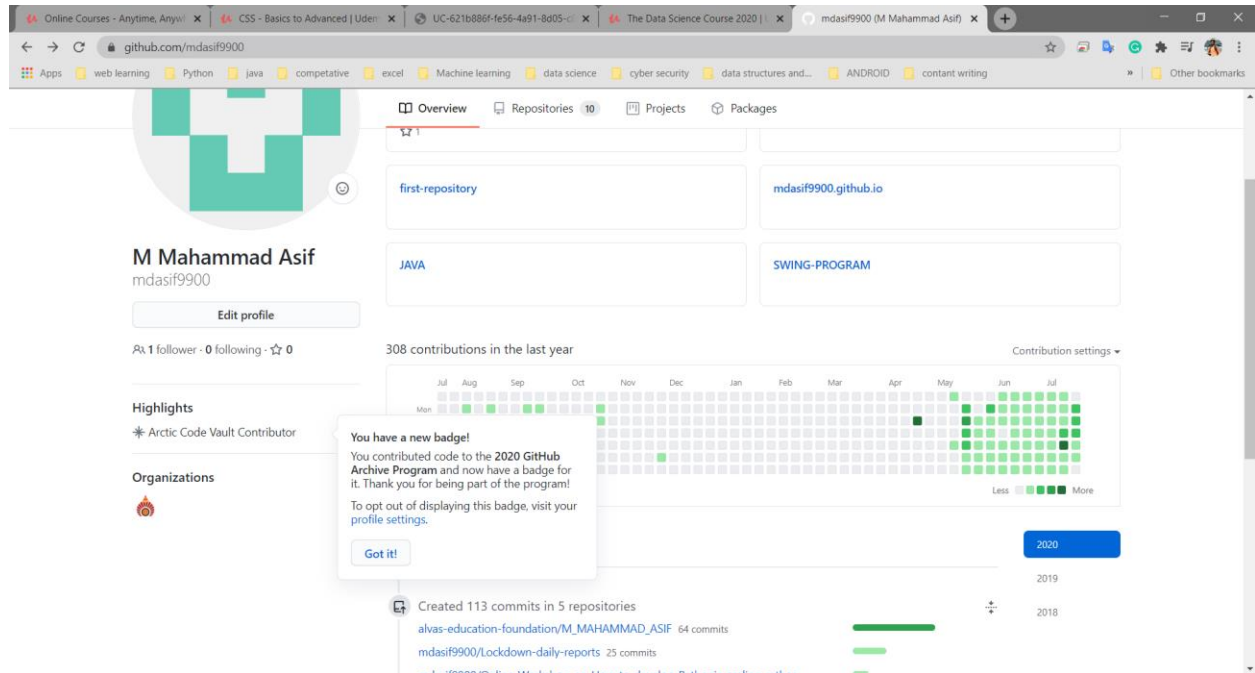 Online Courses - Anytime, Anyw
CSS - Basics to Advanced | Udem
UC-621b886f-fe56-4a91-8d05-c
The Data Science Course 2020 |
mdasif9900 (M Mahammad Asif)
github.com/mdasif9900
Apps web learning Python java competative excel Machine learning data science cyber security data structures and... ANDROID contant writing » Other bookmarks
Overview Repositories 10 Projects Packages
1
first-repository
mdasif9900.github.io
JAVA
SWING-PROGRAM
M Mahammad Asif
mdasif9900
Edit profile
1 follower · 0 following · 0
Highlights
Arctic Code Vault Contributor
Organizations
308 contributions in the last year
Contribution settings
Jul Aug Sep Oct Nov Dec Jan Feb Mar Apr May Jun Jul
Mon
Less More
You have a new badge!
You contributed code to the 2020 GitHub
Archive Program and now have a badge for
it. Thank you for being part of the program!
To opt out of displaying this badge, visit your
profile settings.
Got it!
2020
2019
2018
Created 113 commits in 5 repositories
alvas-education-foundation/M_MAHAMMAD_ASIF 64 commits
mdasif9900/Lockdown-daily-reports 25 commits